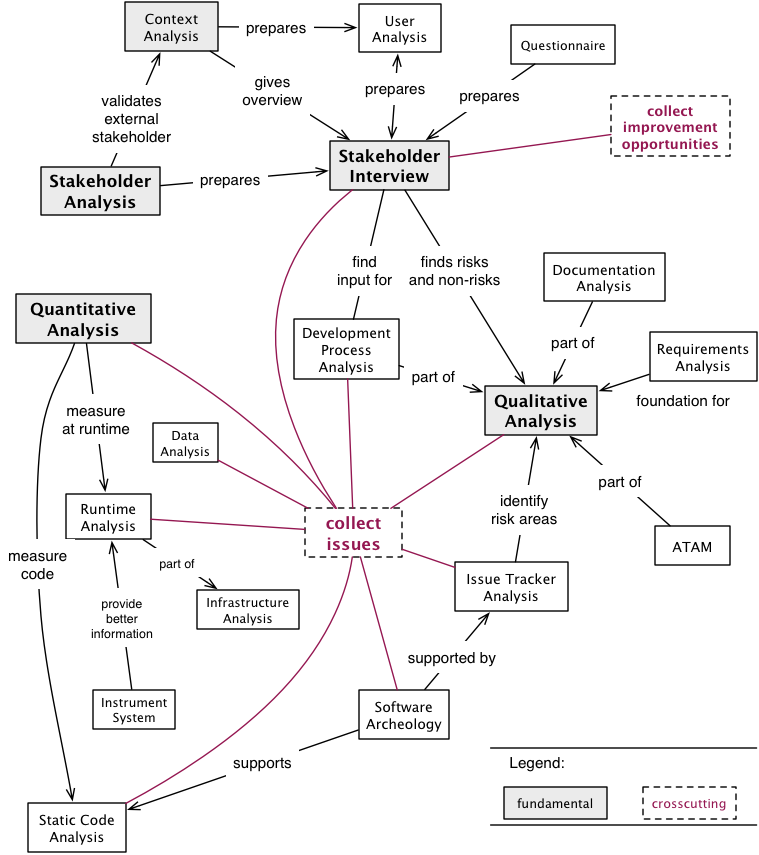 Context
Analysis
prepares
User
Analysis
Questionnaire
gives
overview
prepares
prepares
validates
external
stakeholder
collect
improvement
opportunities
Stakeholder
Interview
Stakeholder
Analysis
prepares
find
input for
finds risks
and non-risks
Documentation
Analysis
Quantitative
Analysis
Development
Process
Analysis
part of
part of
Requirements
Analysis
foundation for
Qualitative
Analysis
measure
at runtime
Data
Analysis
part of
Runtime
Analysis
identify
risk areas
collect
issues
ATAM
measure
code
part of
Issue Tracker
Analysis
Infrastructure
Analysis
provide
better
information
supported by
Instrument
System
Software
Archeology
supports
Legend:
fundamental
crosscutting
Static Code
Analysis